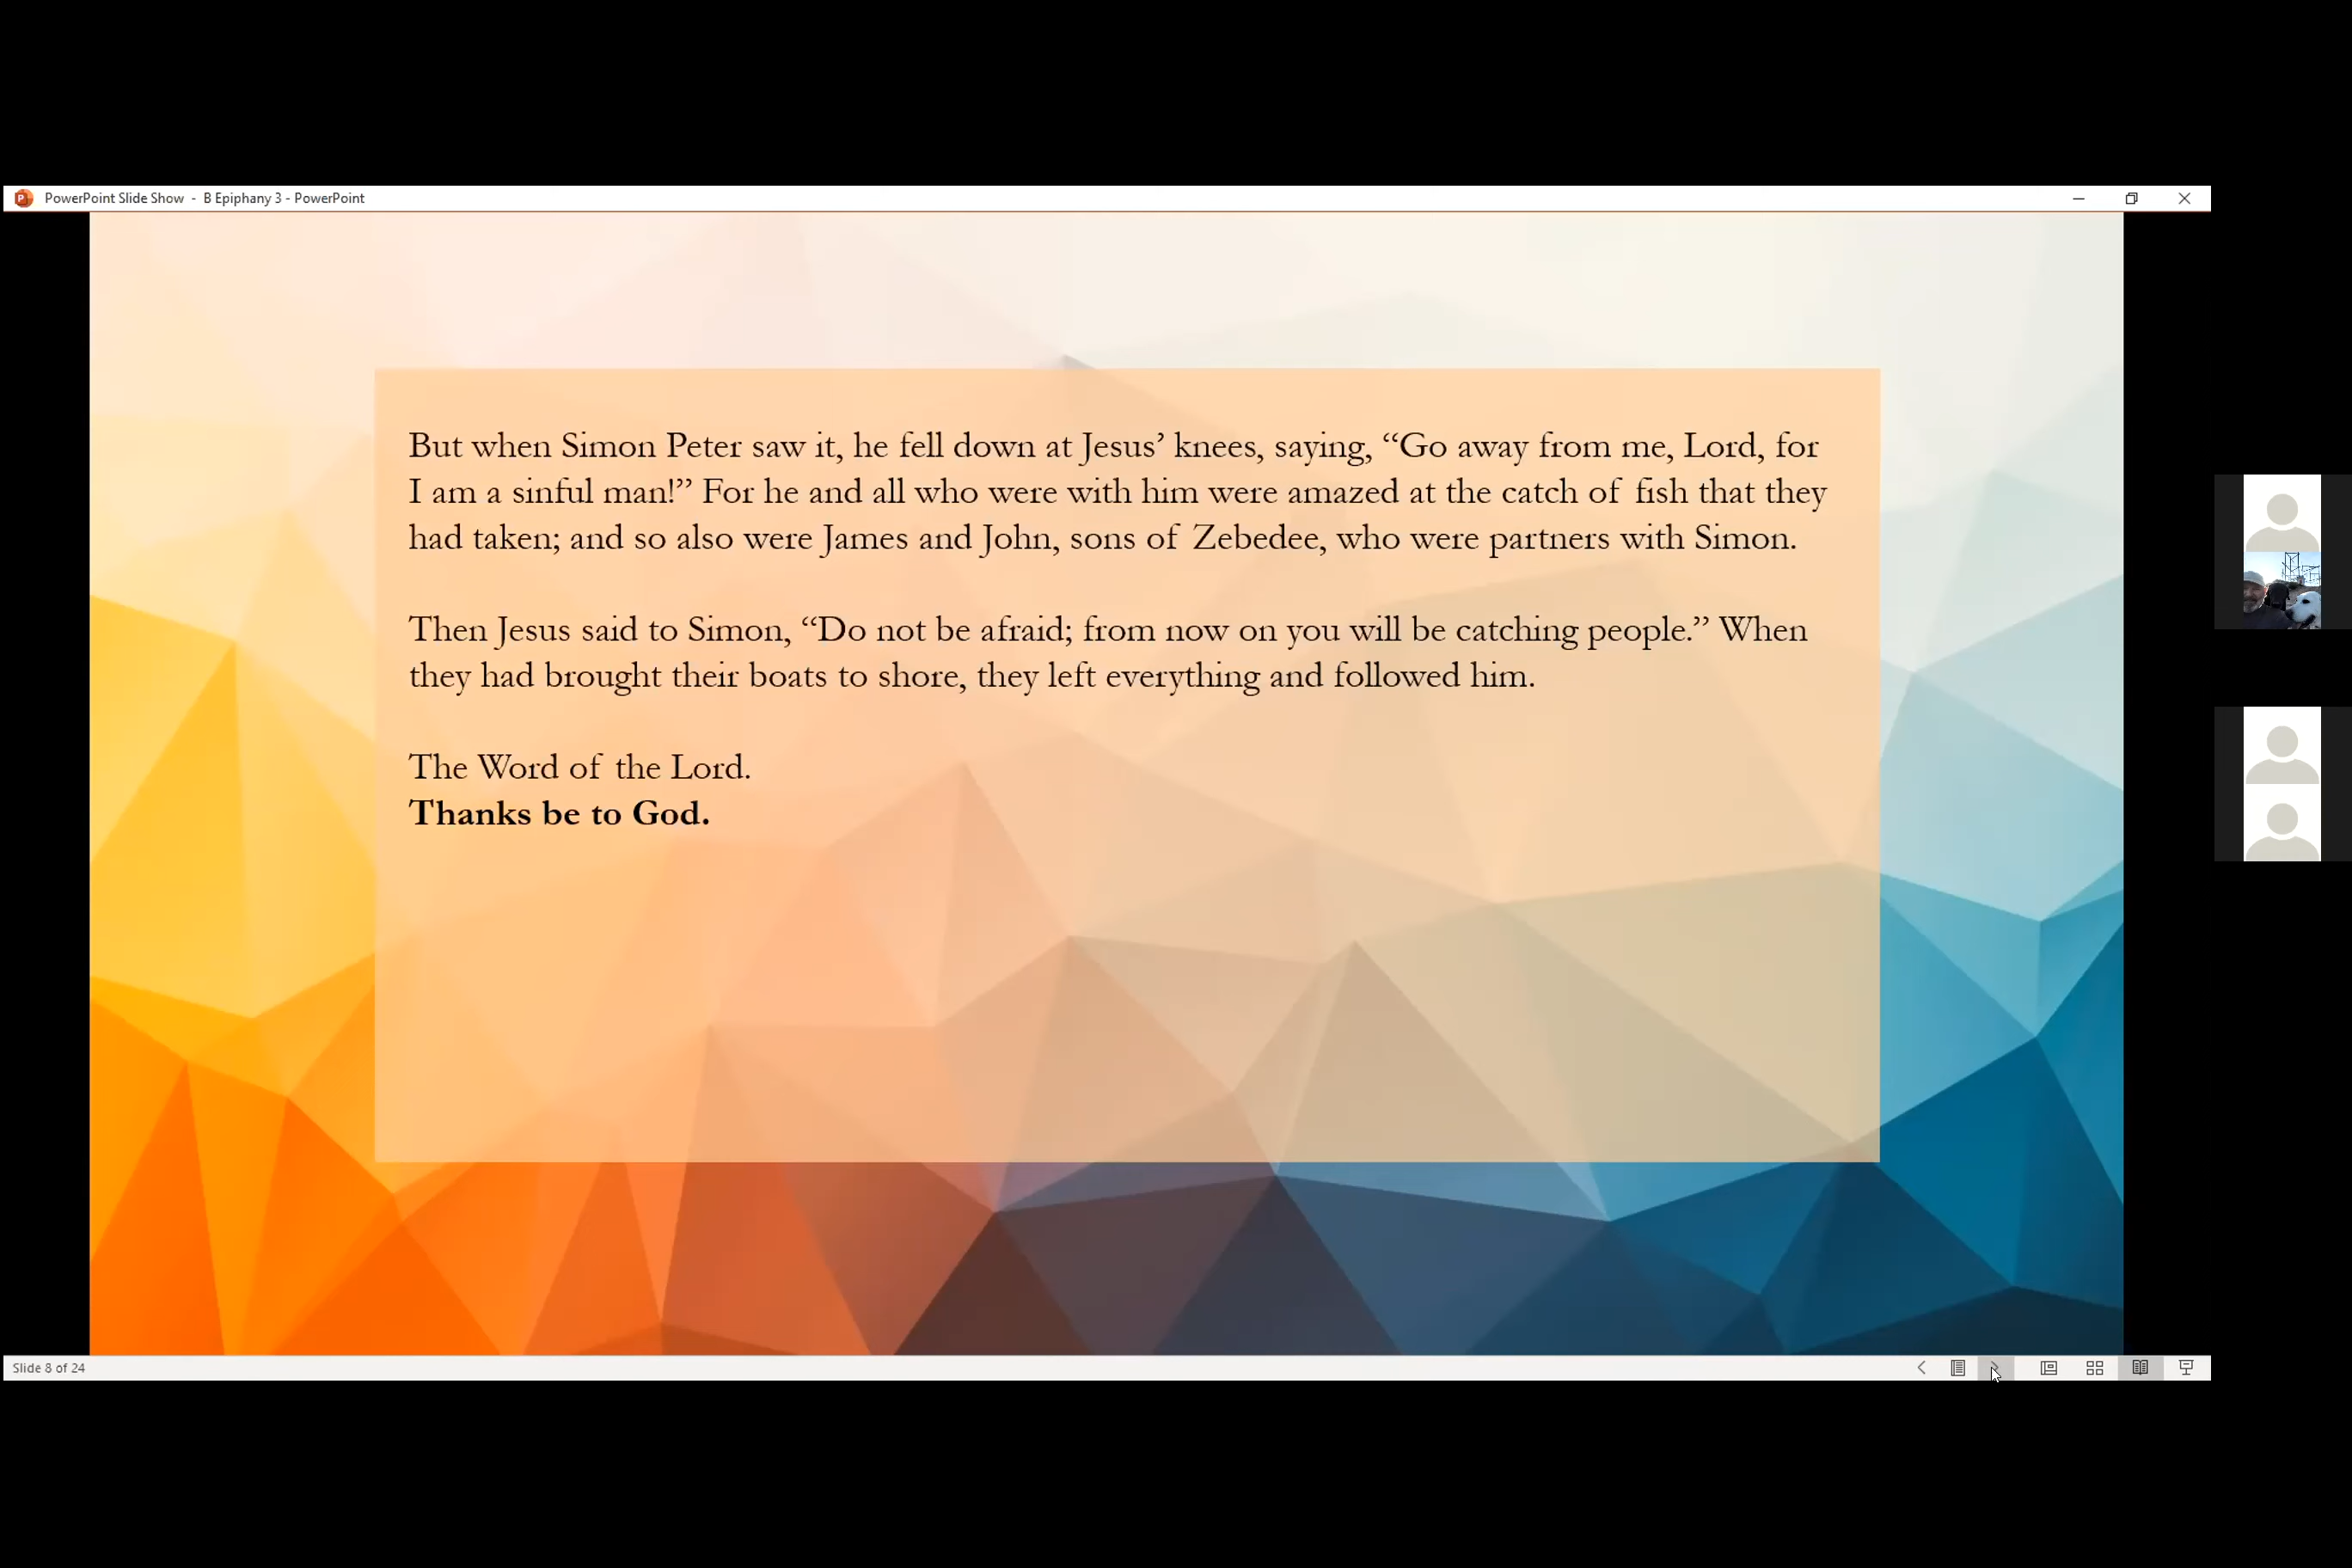 PowerPoint Slide Show - B Epiphany 3 - PowerPoint
But when Simon Peter saw it, he fell down at Jesus’ knees, saying, “Go away from me, Lord, for
I am a sinful man!” For he and all who were with him were amazed at the catch of fish that they
had taken; and so also were James and John, sons of Zebedee, who were partners with Simon.
Then Jesus said to Simon, “Do not be afraid; from now on you will be catching people.” When
they had brought their boats to shore, they left everything and followed him.
The Word of the Lord.
Thanks be to God.
Slide 8 of 24